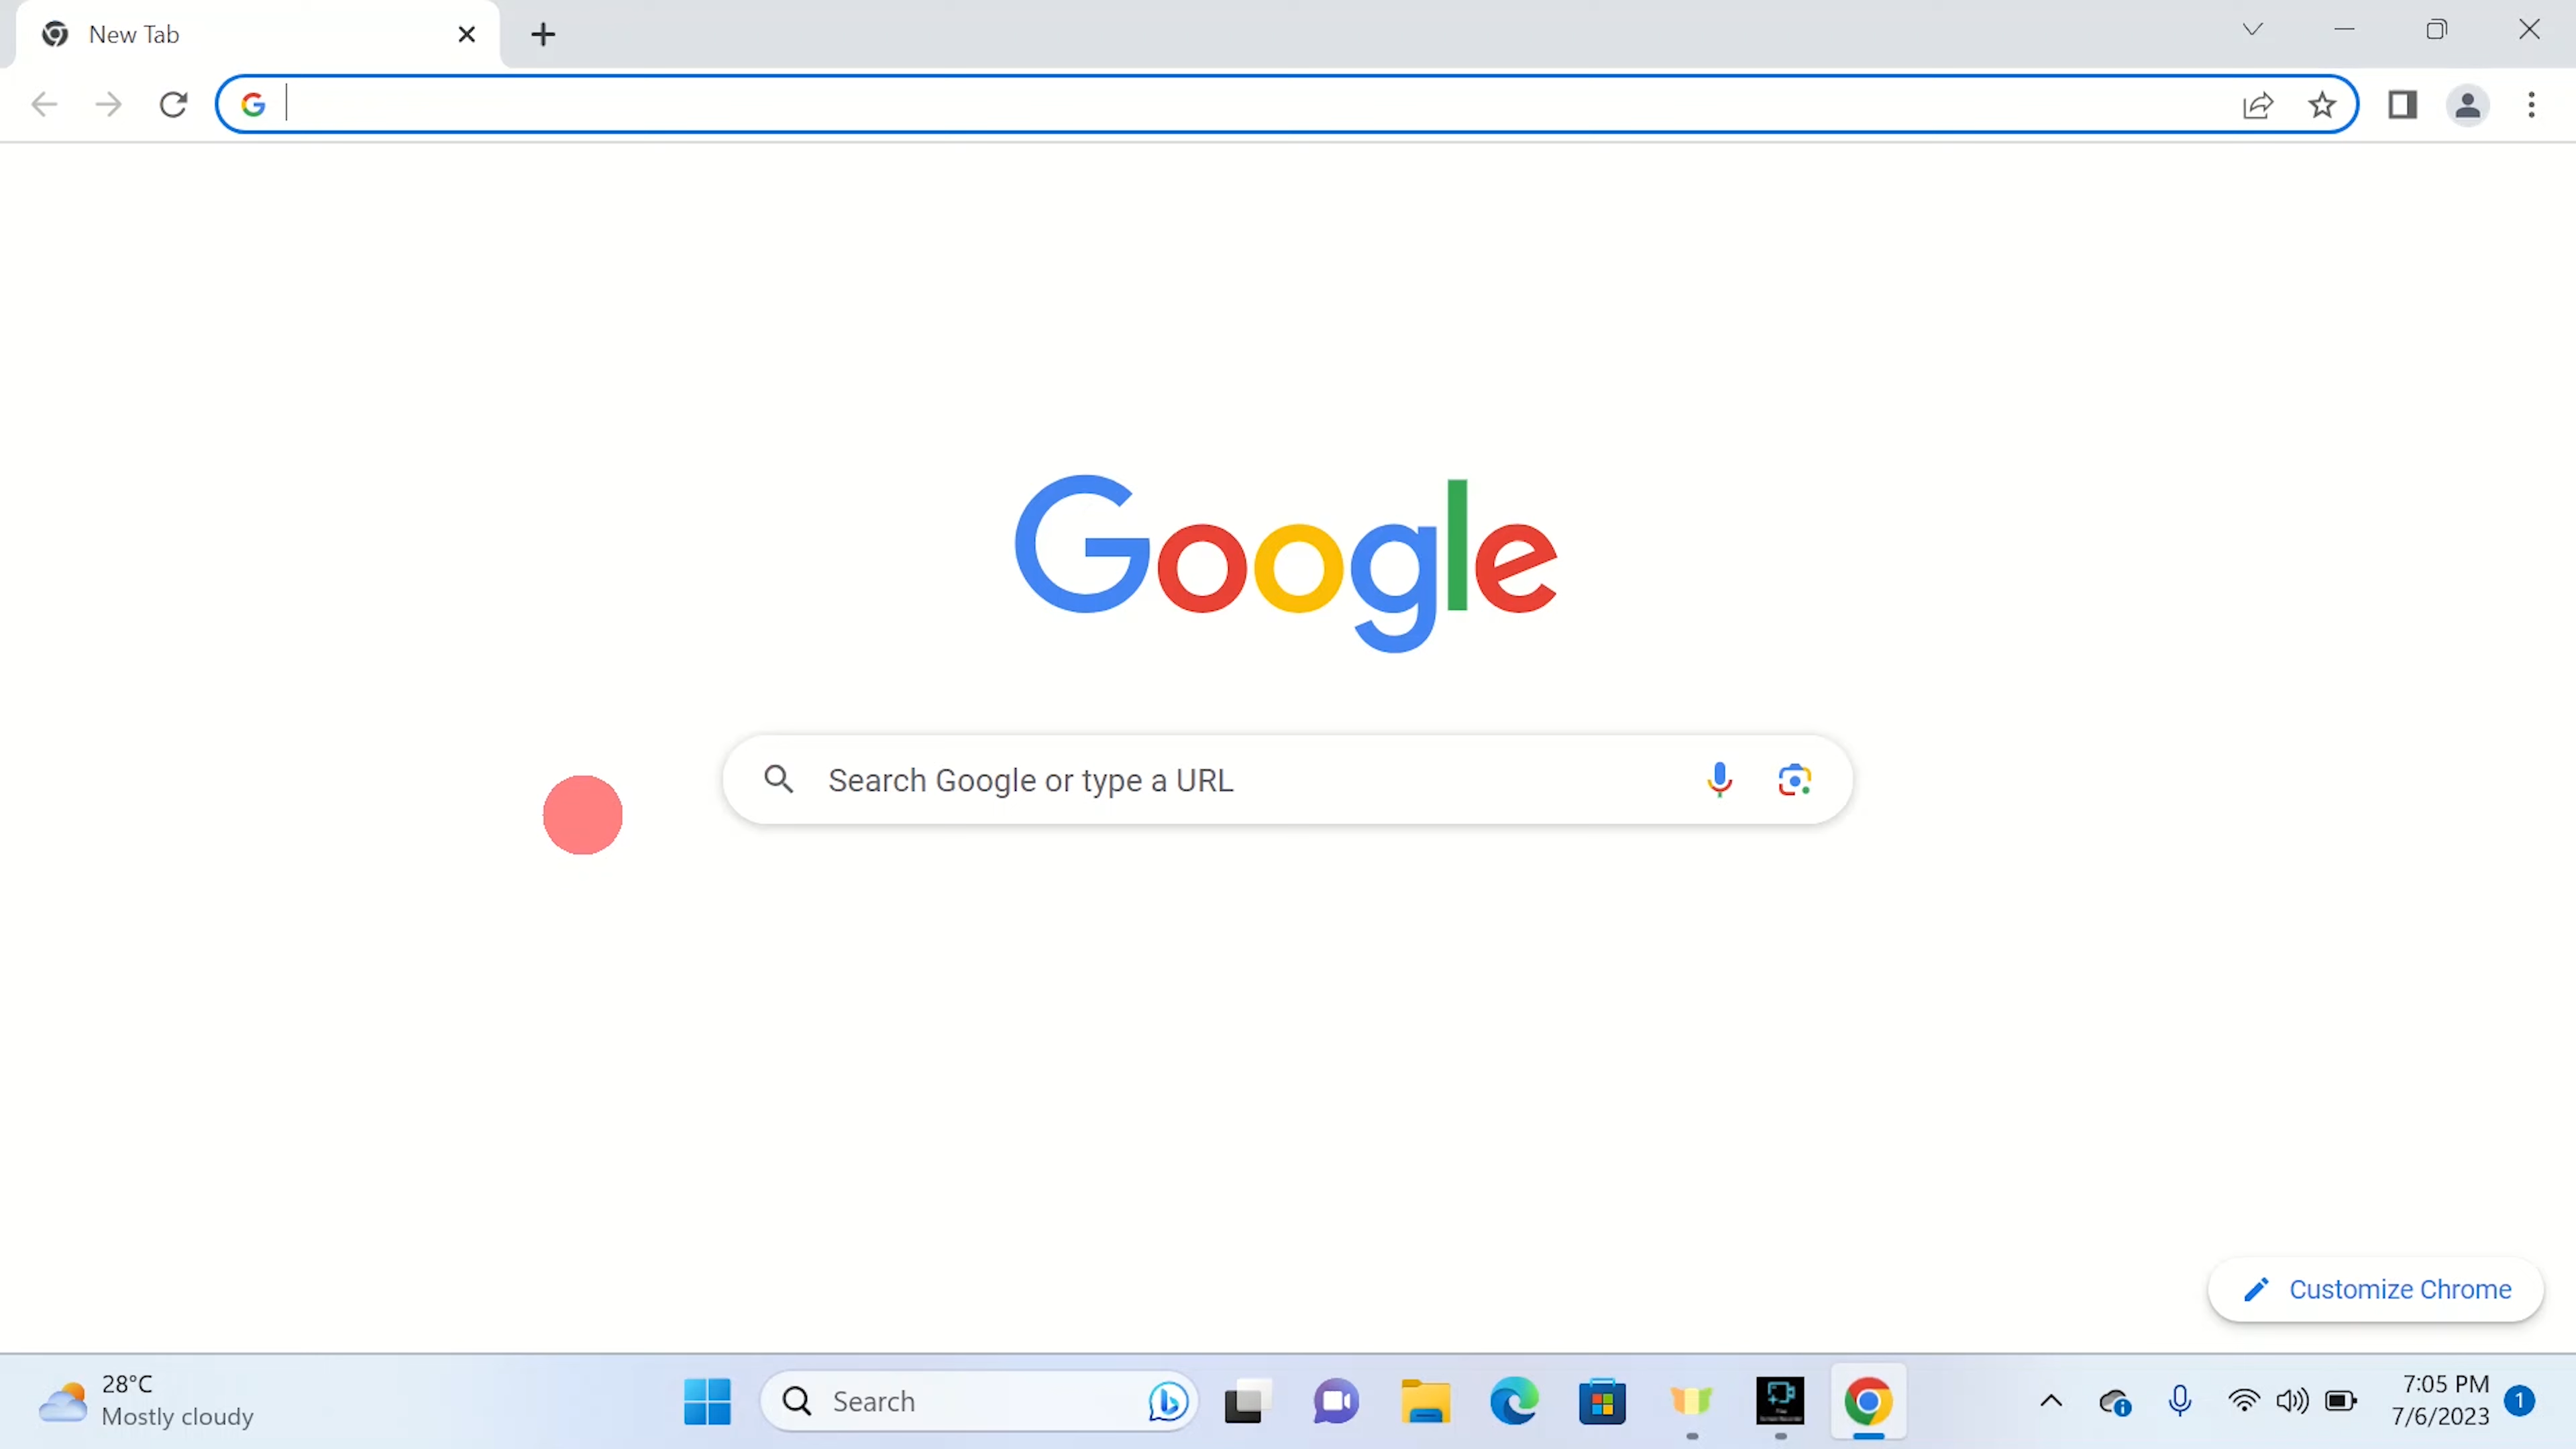 New Tab
Google
Search Google or type a URL
Customize Chrome
28°C
Mostly cloudy
Search
7:05 PM
7/6/2023
1